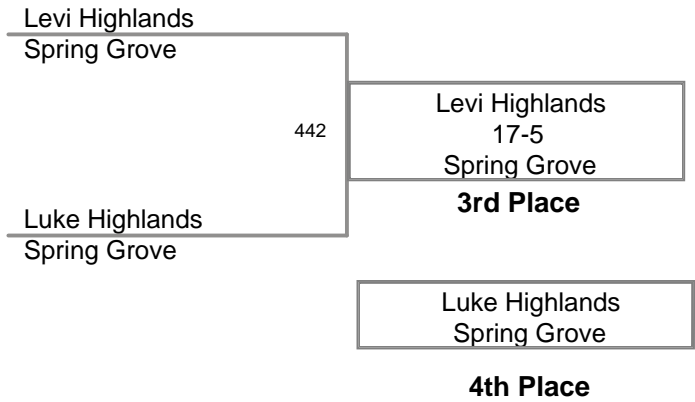 Levi Highlands
Spring Grove
442
Levi Highlands
17-5
Spring Grove
3rd Place
Luke Highlands
Spring Grove
Luke Highlands
Spring Grove
4th Place